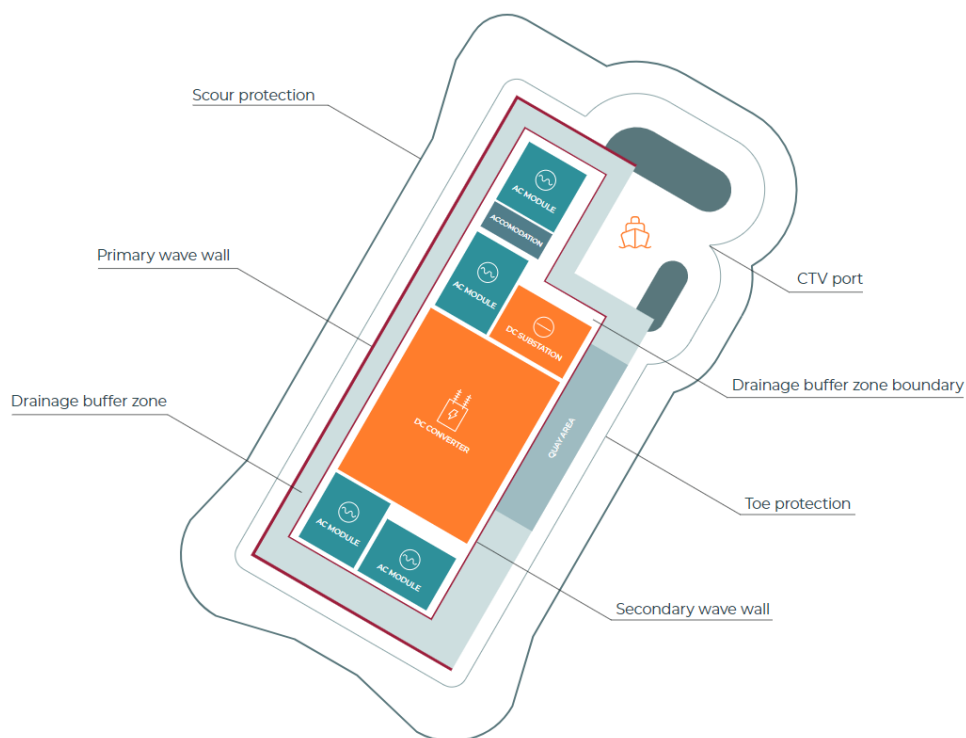 Scour protection
AC MODULE
ACCOMODATION
Primary wave wall
AC MODULE
CTV port
DC SUBSTATION
Drainage buffer zone boundary
Drainage buffer zone
DC CONVERTER
QUAY AREA
Toe protection
AC MODULE
AC MODULE
Secondary wave wall